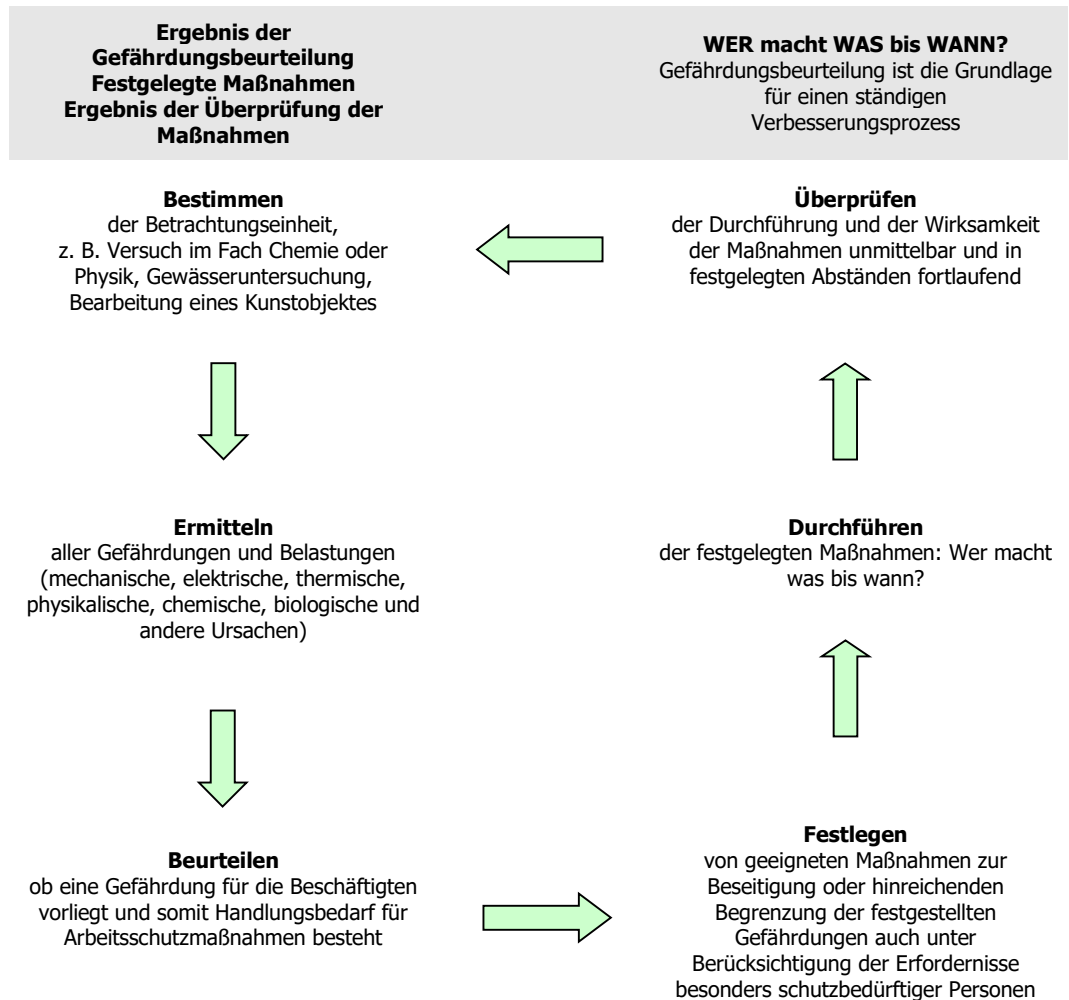 Ergebnis der
Gefährdungsbeurteilung
Festgelegte Maßnahmen
Ergebnis der Überprüfung der
Maßnahmen
WER macht WAS bis WANN?
Gefährdungsbeurteilung ist die Grundlage
für einen ständigen
Verbesserungsprozess
Bestimmen
der Betrachtungseinheit,
z. B. Versuch im Fach Chemie oder
Physik, Gewässeruntersuchung,
Bearbeitung eines Kunstobjektes
Überprüfen
der Durchführung und der Wirksamkeit
der Maßnahmen unmittelbar und in
festgelegten Abständen fortlaufend
Ermitteln
aller Gefährdungen und Belastungen
(mechanische, elektrische, thermische,
physikalische, chemische, biologische und
andere Ursachen)
Durchführen
der festgelegten Maßnahmen: Wer macht
was bis wann?
Beurteilen
ob eine Gefährdung für die Beschäftigten
vorliegt und somit Handlungsbedarf für
Arbeitsschutzmaßnahmen besteht
Festlegen
von geeigneten Maßnahmen zur
Beseitigung oder hinreichenden
Begrenzung der festgestellten
Gefährdungen auch unter
Berücksichtigung der Erfordernisse
besonders schutzbedürftiger Personen